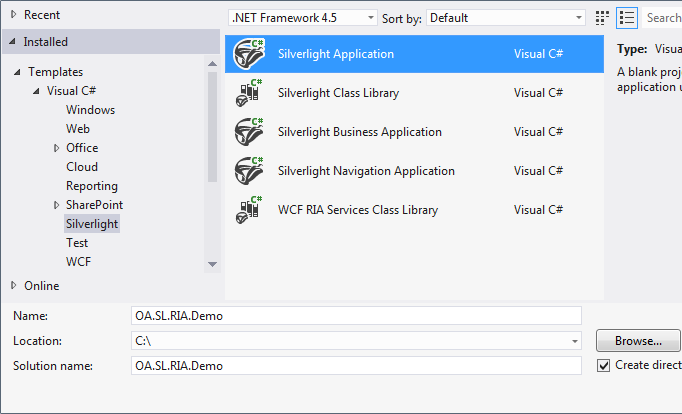 Recent
.NET Framework 4.5 Sort by: Default Search
Installed
Templates
Visual C#
Windows
Web
Office
Cloud
Reporting
SharePoint
Silverlight
Test
WCF
Online
C# Silverlight Application Visual C#
C# Silverlight Class Library Visual C#
C# Silverlight Business Application Visual C#
C# Silverlight Navigation Application Visual C#
C# WCF RIA Services Class Library Visual C#
Type: Visua
A blank proje
application u
Name: OA.SL.RIA.Demo
Location: C:\ Browse...
Solution name: OA.SL.RIA.Demo Create direct